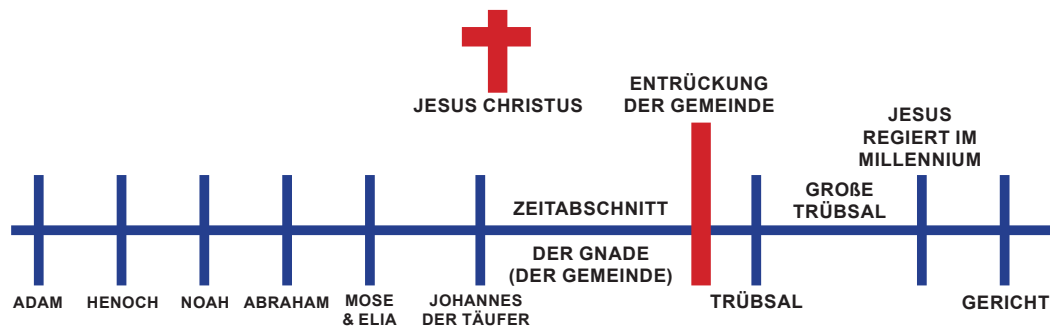 JESUS CHRISTUS
ENTRÜCKUNG
DER GEMEINDE
JESUS
REGIERT IM
MILLENNIUM
ZEITABSCHNITT
GROßE
TRÜBSAL
DER GNADE
(DER GEMEINDE)
ADAM
HENOCH
NOAH
ABRAHAM
MOSE
& ELIA
JOHANNES
DER TÄUFER
TRÜBSAL
GERICHT